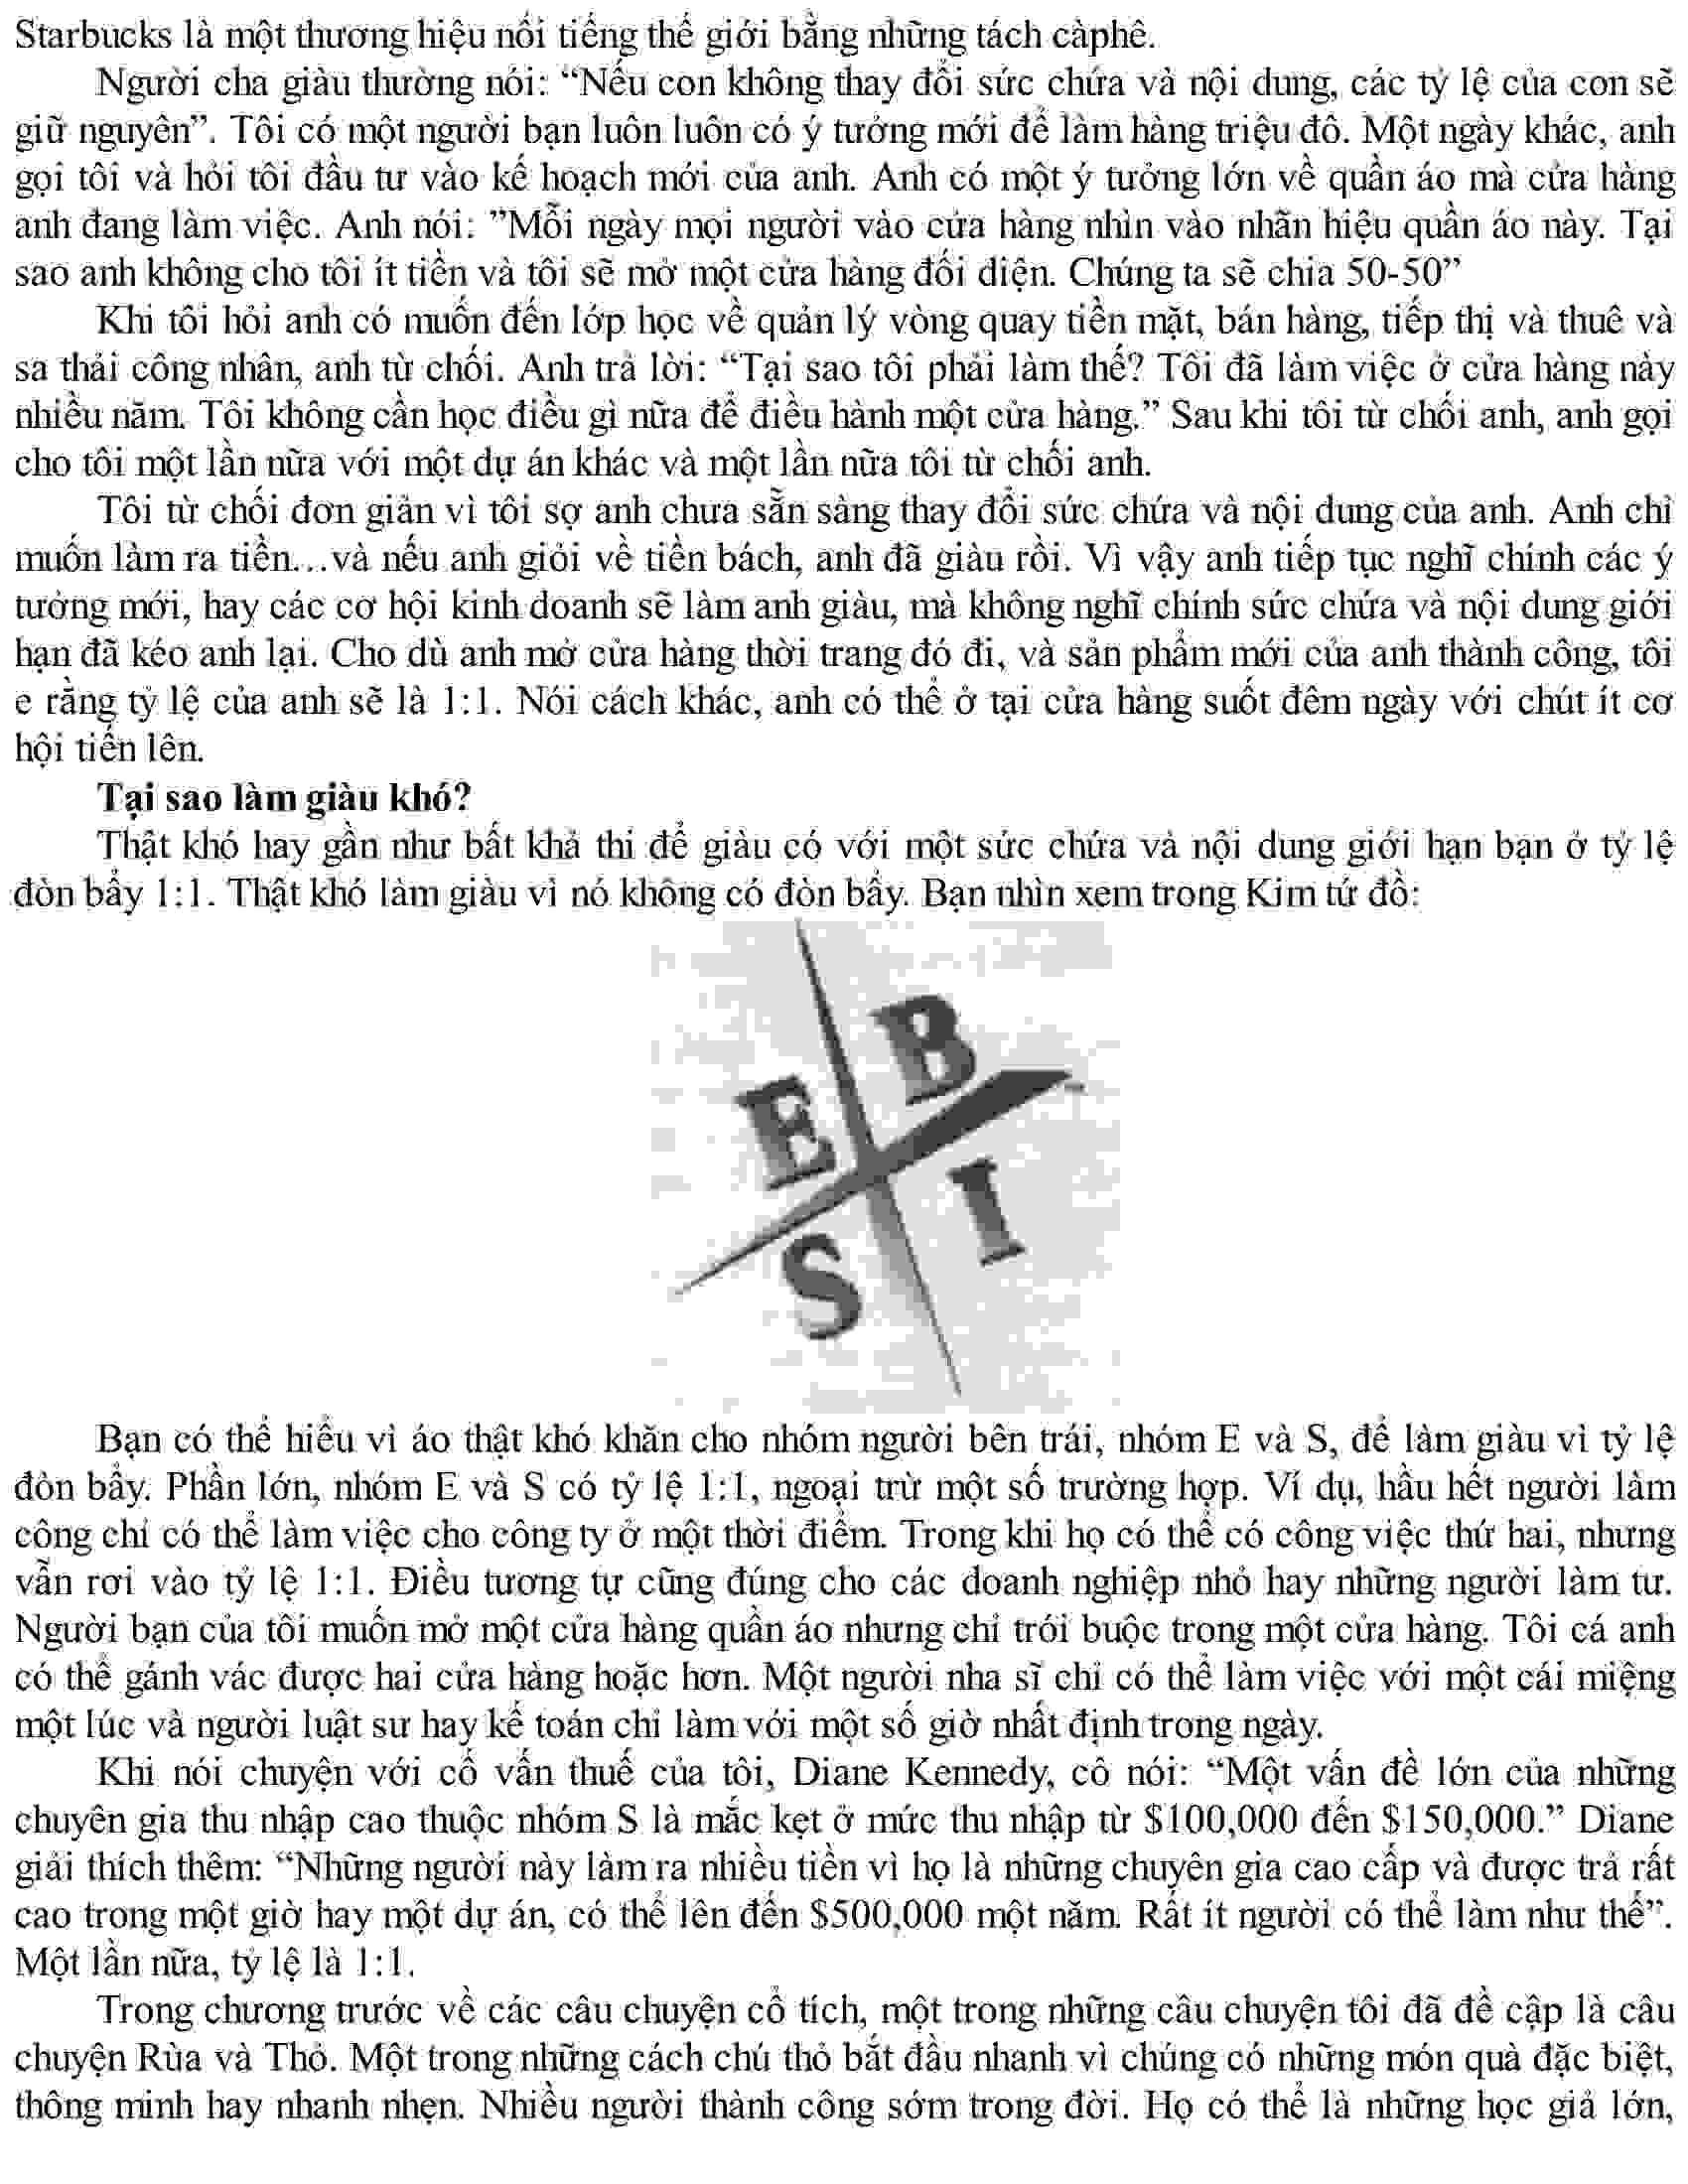 Starbucks là một thương hiệu nổi tiếng thế giới bằng những tách càphê.
Người cha giàu thường nói: “Nếu con không thay đổi sức chứa và nội dung, các tỷ lệ của con sẽ
giữ nguyên”. Tôi có một người bạn luôn luôn có ý tưởng mới để làm hàng triệu đô. Một ngày khác, anh
gọi tôi và hỏi tôi đầu tư vào kế hoạch mới của anh. Anh có một ý tưởng lớn về quần áo mà cửa hàng
anh đang làm việc. Anh nói: ”Mỗi ngày mọi người vào cửa hàng nhìn vào nhãn hiệu quần áo này. Tại
sao anh không cho tôi ít tiền và tôi sẽ mở một cửa hàng đối diện. Chúng ta sẽ chia 50-50”
Khi tôi hỏi anh có muốn đến lớp học về quản lý vòng quay tiền mặt, bán hàng, tiếp thị và thuê và
sa thải công nhân, anh từ chối. Anh trả lời: “Tại sao tôi phải làm thế? Tôi đã làm việc ở cửa hàng này
nhiều năm. Tôi không cần học điều gì nữa để điều hành một cửa hàng.” Sau khi tôi từ chối anh, anh gọi
cho tôi một lần nữa với một dự án khác và một lần nữa tôi từ chối anh.
Tôi từ chối đơn giản vì tôi sợ anh chưa sẵn sàng thay đổi sức chứa và nội dung của anh. Anh chỉ
muốn làm ra tiền...và nếu anh giỏi về tiền bách, anh đã giàu rồi. Vì vậy anh tiếp tục nghĩ chính các ý
tưởng mới, hay các cơ hội kinh doanh sẽ làm anh giàu, mà không nghĩ chính sức chứa và nội dung giới
hạn đã kéo anh lại. Cho dù anh mở cửa hàng thời trang đó đi, và sản phẩm mới của anh thành công, tôi
e rằng tỷ lệ của anh sẽ là 1:1. Nói cách khác, anh có thể ở tại cửa hàng suốt đêm ngày với chút ít cơ
hội tiến lên.
Tại sao làm giàu khó?
Thật khó hay gần như bất khả thi để giàu có với một sức chứa và nội dung giới hạn bạn ở tỷ lệ
đòn bẩy 1:1. Thật khó làm giàu vì nó không có đòn bẩy. Bạn nhìn xem trong Kim tứ đồ:
B
E
I
S
Bạn có thể hiểu vì áo thật khó khăn cho nhóm người bên trái, nhóm E và S, để làm giàu vì tỷ lệ
đòn bẩy. Phần lớn, nhóm E và S có tỷ lệ 1:1, ngoại trừ một số trường hợp. Ví dụ, hầu hết người làm
công chỉ có thể làm việc cho công ty ở một thời điểm. Trong khi họ có thể có công việc thứ hai, nhưng
vẫn rơi vào tỷ lệ 1:1. Điều tương tự cũng đúng cho các doanh nghiệp nhỏ hay những người làm tư.
Người bạn của tôi muốn mở một cửa hàng quần áo nhưng chỉ trói buộc trong một cửa hàng. Tôi cá anh
có thể gánh vác được hai cửa hàng hoặc hơn. Một người nha sĩ chỉ có thể làm việc với một cái miệng
một lúc và người luật sư hay kế toán chỉ làm với một số giờ nhất định trong ngày.
Khi nói chuyện với cố vấn thuế của tôi, Diane Kennedy, cô nói: “Một vấn đề lớn của những
chuyên gia thu nhập cao thuộc nhóm S là mắc kẹt ở mức thu nhập từ $100,000 đến $150,000.” Diane
giải thích thêm: “Những người này làm ra nhiều tiền vì họ là những chuyên gia cao cấp và được trả rất
cao trong một giờ hay một dự án, có thể lên đến $500,000 một năm. Rất ít người có thể làm như thế”.
Một lần nữa, tỷ lệ là 1:1.
Trong chương trước về các câu chuyện cổ tích, một trong những câu chuyện tôi đã đề cập là câu
chuyện Rùa và Thỏ. Một trong những cách chú thỏ bắt đầu nhanh vì chúng có những món quà đặc biệt,
thông minh hay nhanh nhẹn. Nhiều người thành công sớm trong đời. Họ có thể là những học giả lớn,